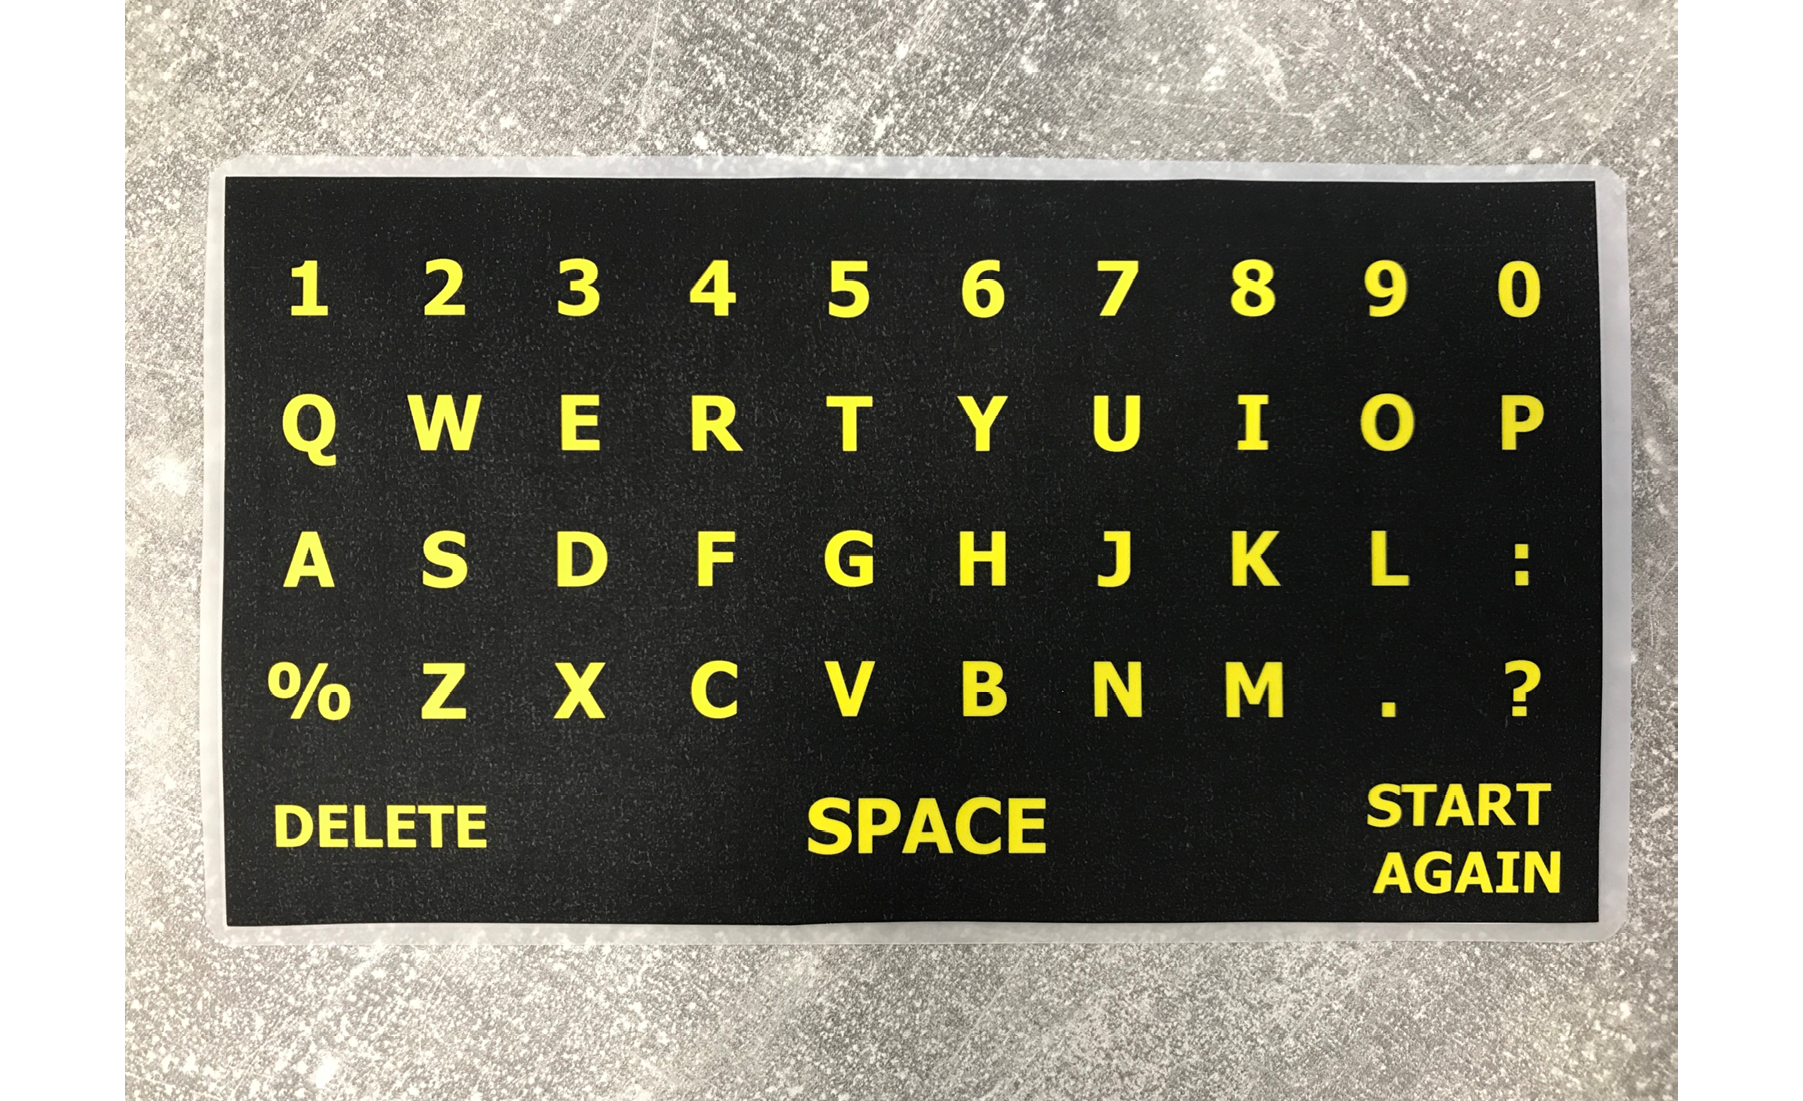 1 2 3 4 5 6 7 8 9 0
Q W E R T Y U I O P
A S D F G H J K L :
% Z X C V B N M . ?
DELETE SPACE START
AGAIN